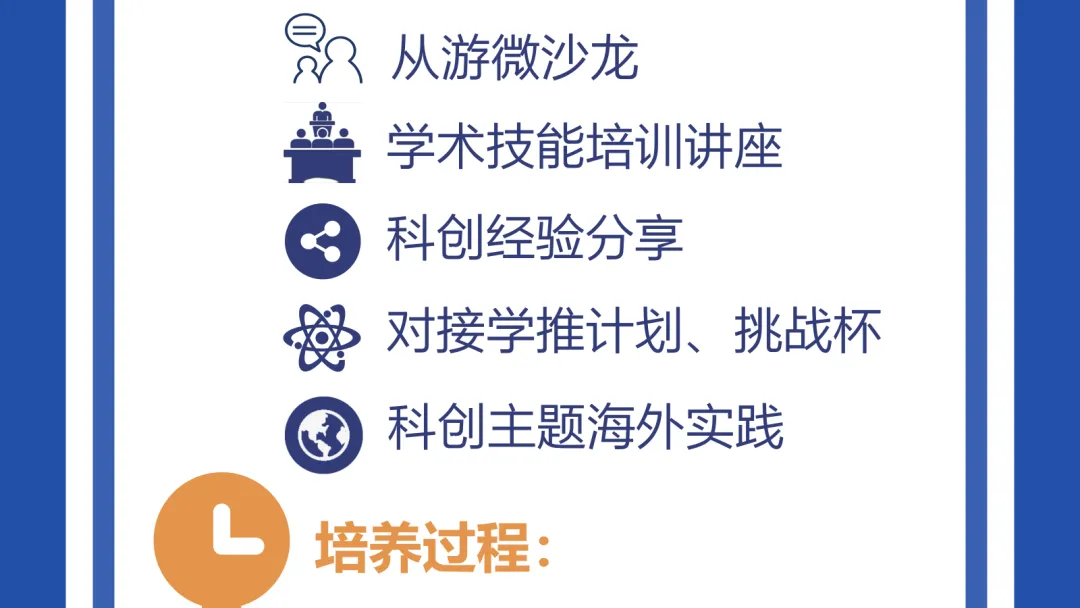 从游微沙龙
学术技能培训讲座
科创经验分享
对接学推计划、挑战杯
科创主题海外实践
培养过程：